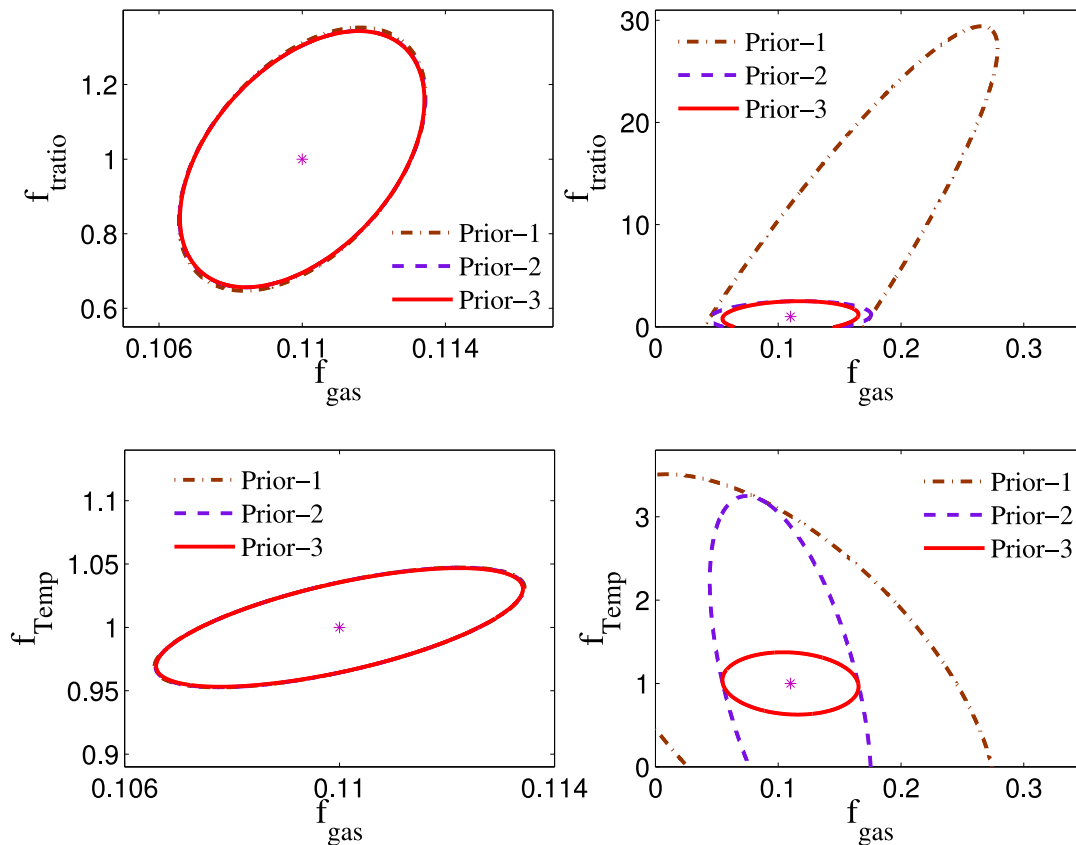 1.2
1
0.8
0.6
f_tratio
0.106
0.11
0.114
f_gas
Prior−1
Prior−2
Prior−3
30
20
10
0
f_tratio
0
0.1
0.2
0.3
f_gas
Prior−1
Prior−2
Prior−3
1.1
1.05
1
0.95
0.9
f_Temp
0.106
0.11
0.114
f_gas
Prior−1
Prior−2
Prior−3
3
2
1
0
f_Temp
0
0.1
0.2
0.3
f_gas
Prior−1
Prior−2
Prior−3